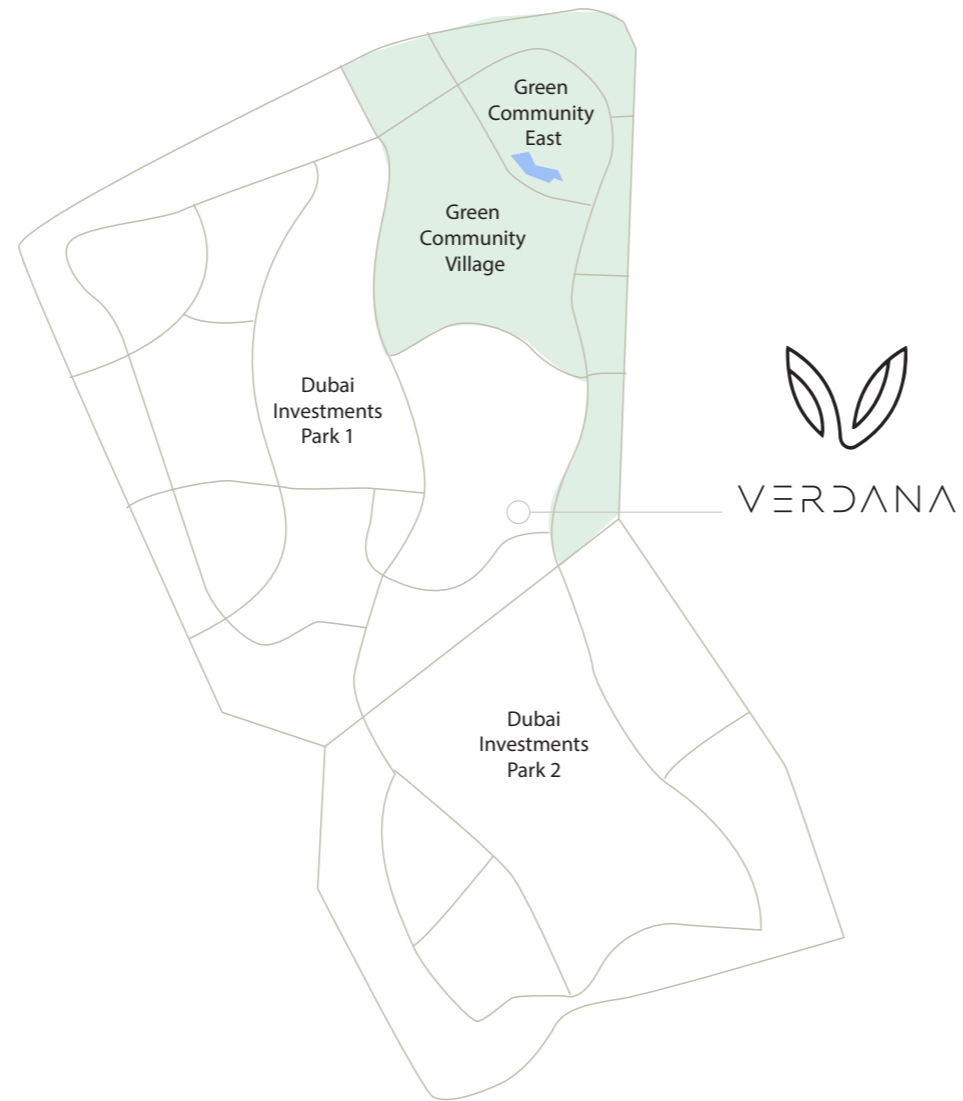 Green
Community
East
Green
Community
Village
Dubai
Investments
Park 1
VERDANA
Dubai
Investments
Park 2